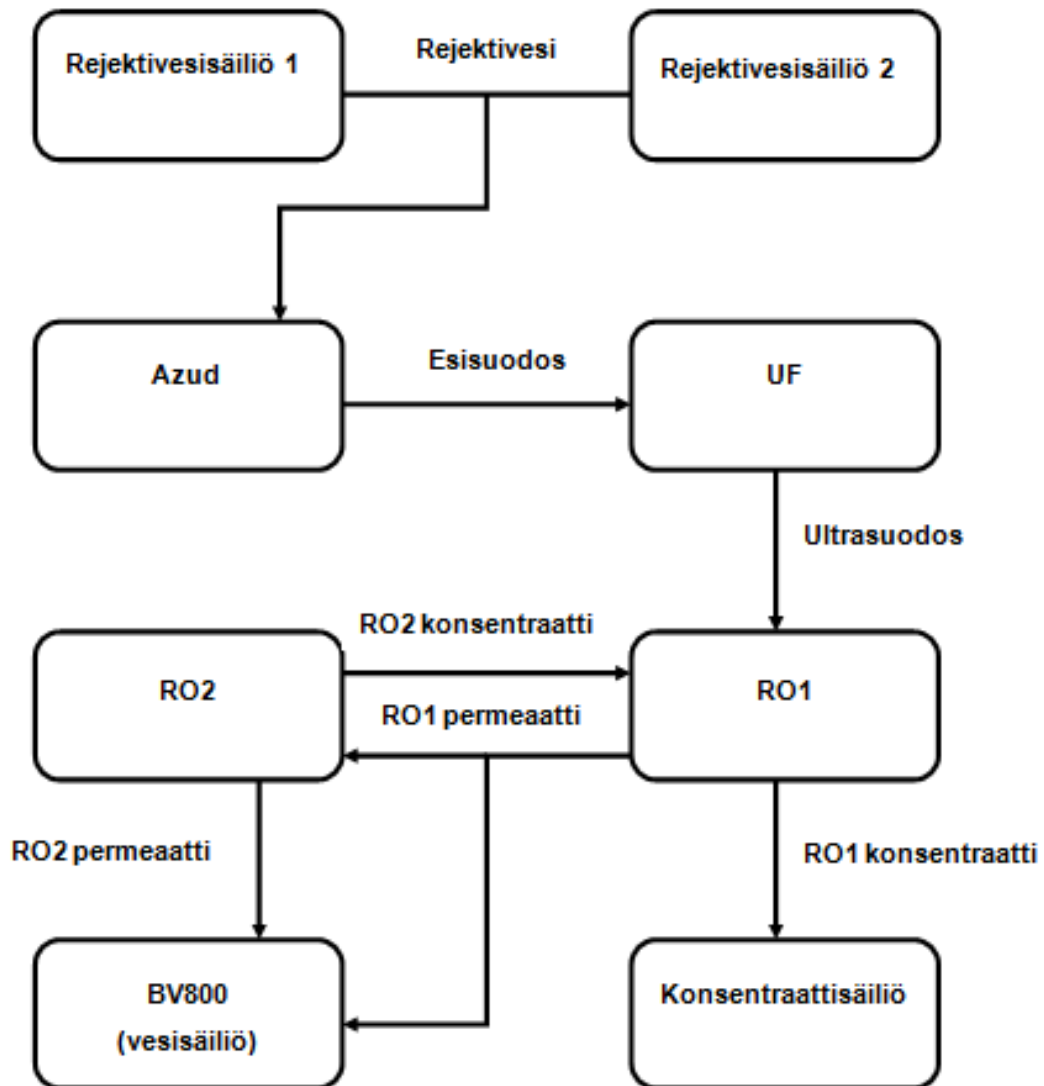 Rejektivesisäiliö 1
Rejektivesi
Rejektivesisäiliö 2
Azud
Esisuodos
UF
Ultrasuodos
RO2 konsentraatti
RO2
RO1
RO1 permeaatti
RO2 permeaatti
RO1 konsentraatti
BV800
(vesisäiliö)
Konsentraattisäiliö